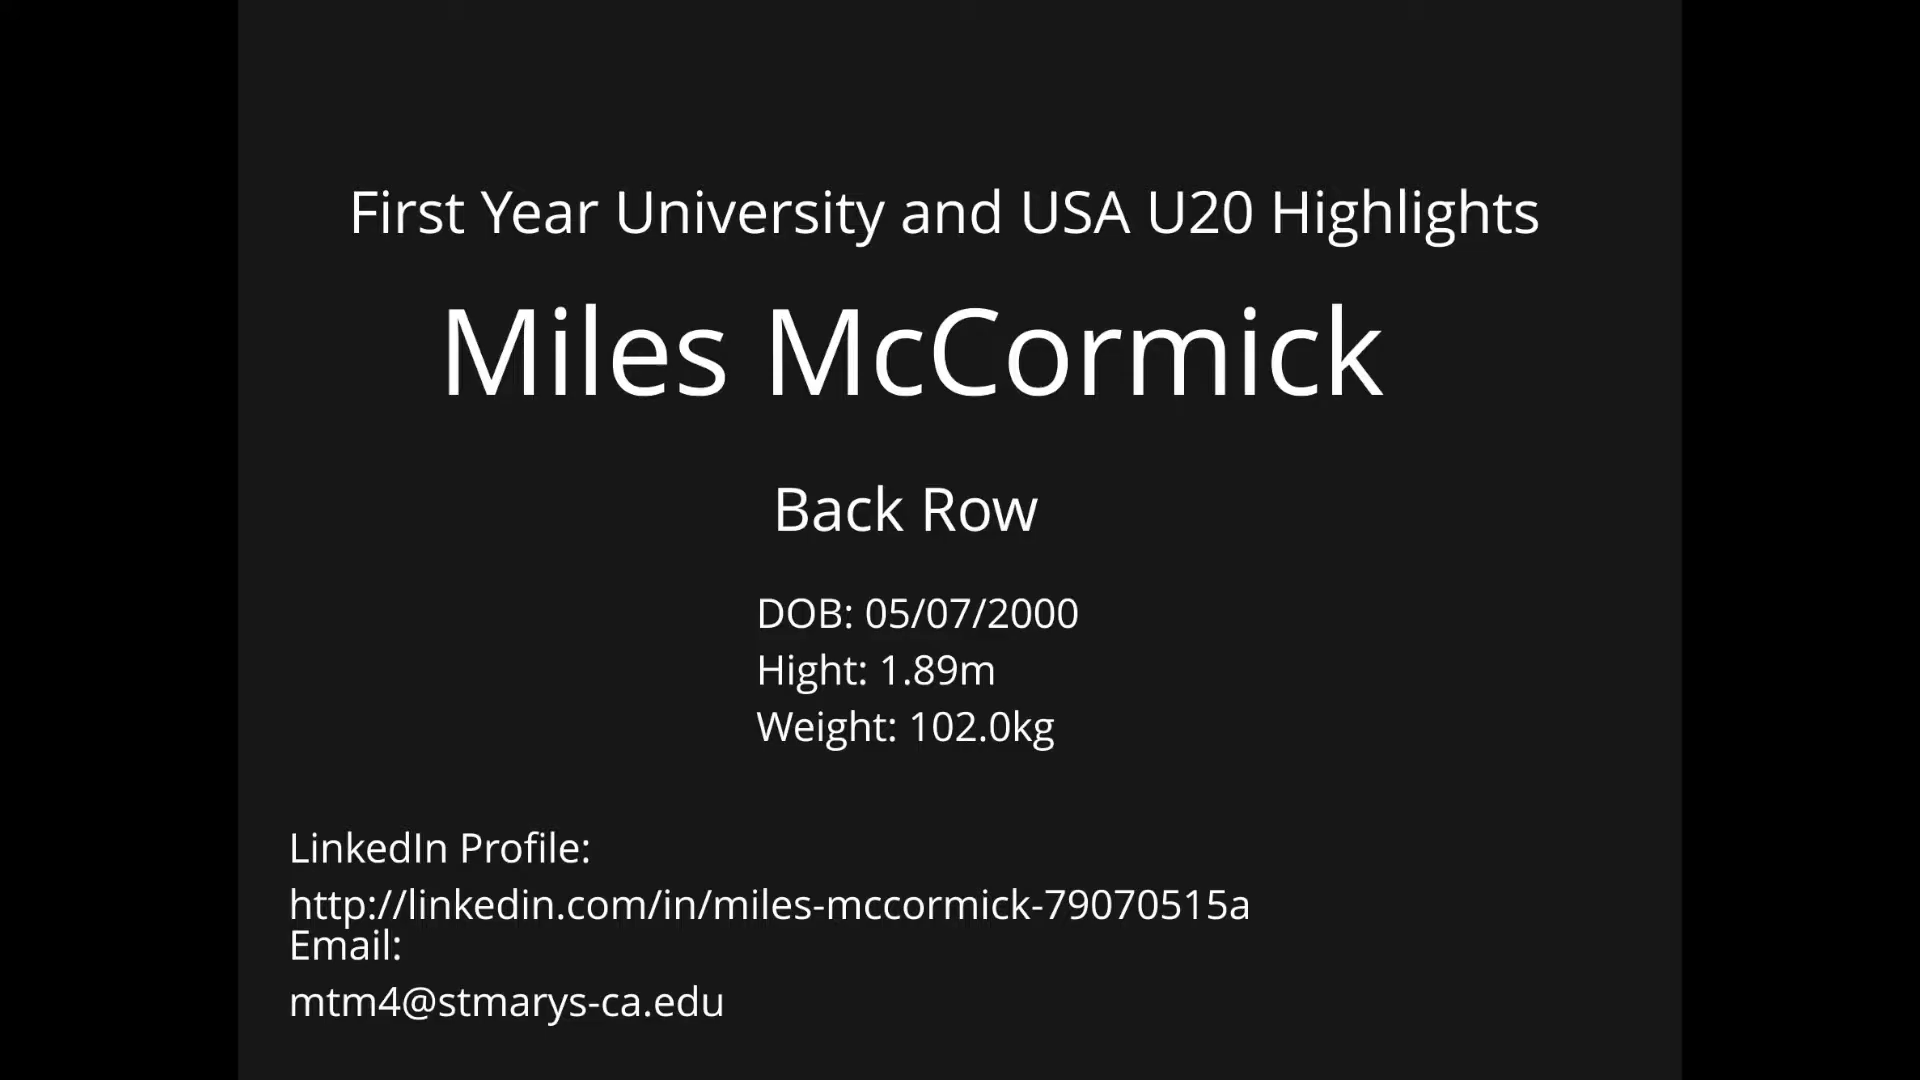 First Year University and USA U20 Highlights
Miles McCormick
Back Row
DOB: 05/07/2000
Hight: 1.89m
Weight: 102.0kg
LinkedIn Profile:
http://linkedin.com/in/miles-mccormick-79070515a
Email:
mtm4@stmarys-ca.edu